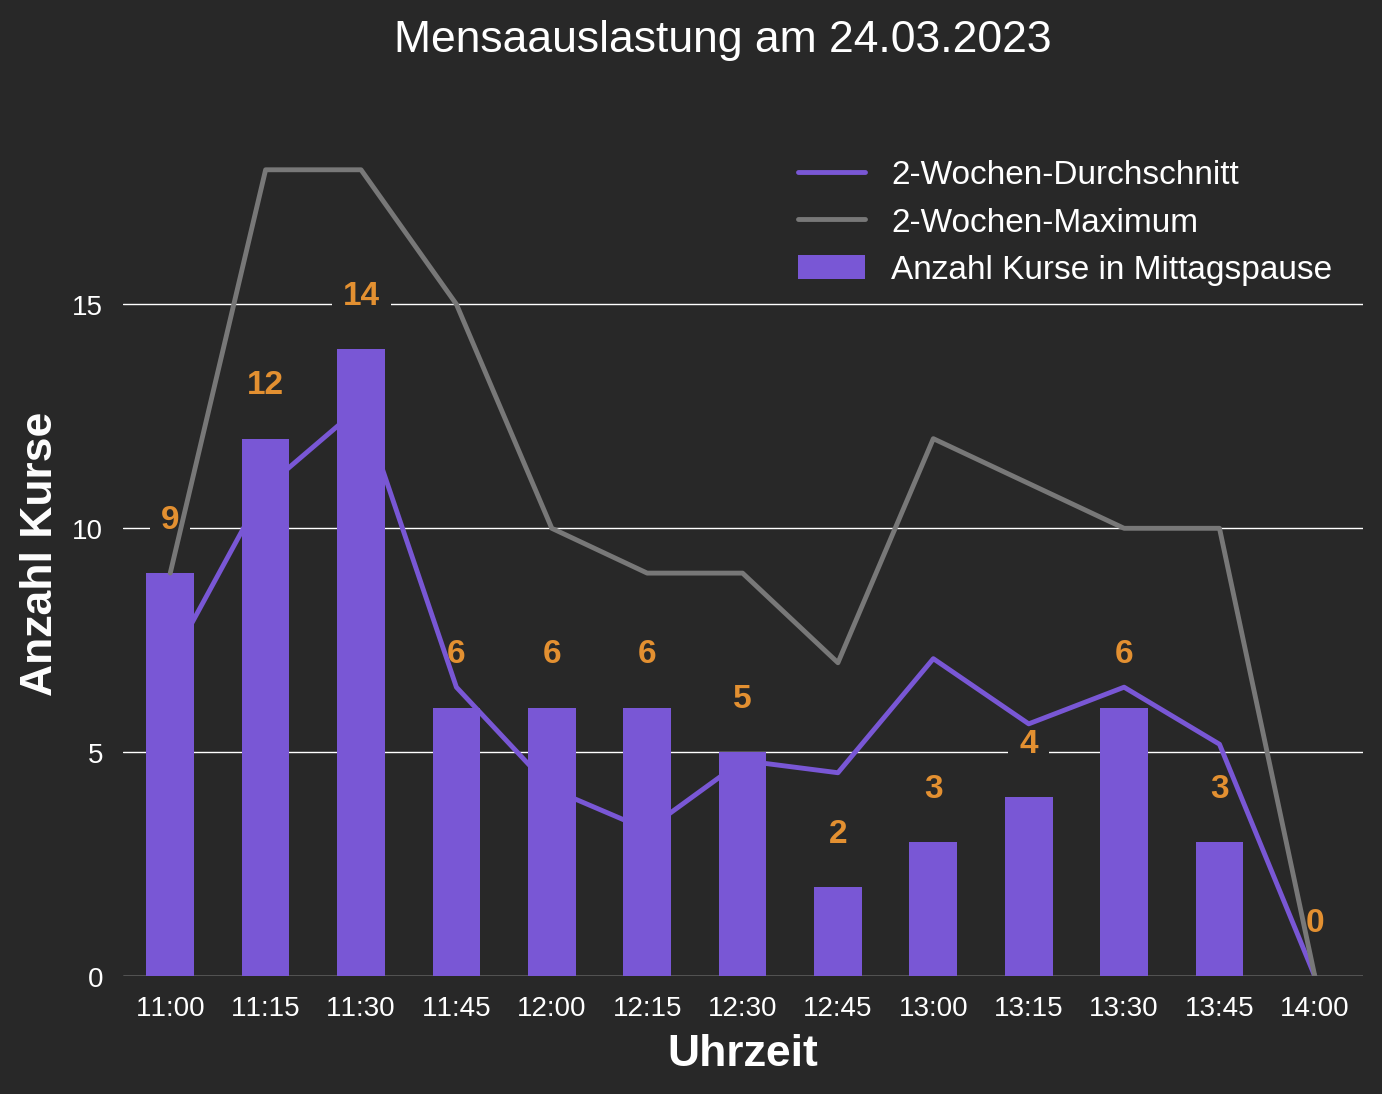 Mensaauslastung am 24.03.2023
2-Wochen-Durchschnitt
2-Wochen-Maximum
Anzahl Kurse in Mittagspause
Anzahl Kurse
15
10
5
0
9
12
14
6
6
6
5
2
3
4
6
3
0
11:00 11:15 11:30 11:45 12:00 12:15 12:30 12:45 13:00 13:15 13:30 13:45 14:00
Uhrzeit